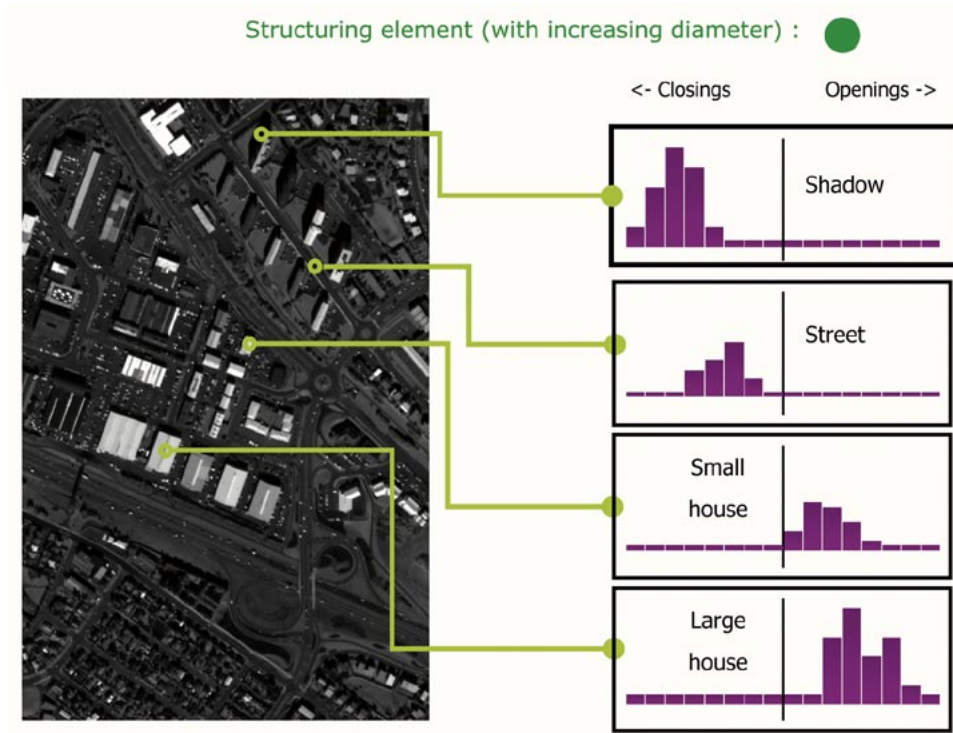 Structuring element (with increasing diameter) :
<- Closings Openings ->
Shadow
Street
Small
house
Large
house